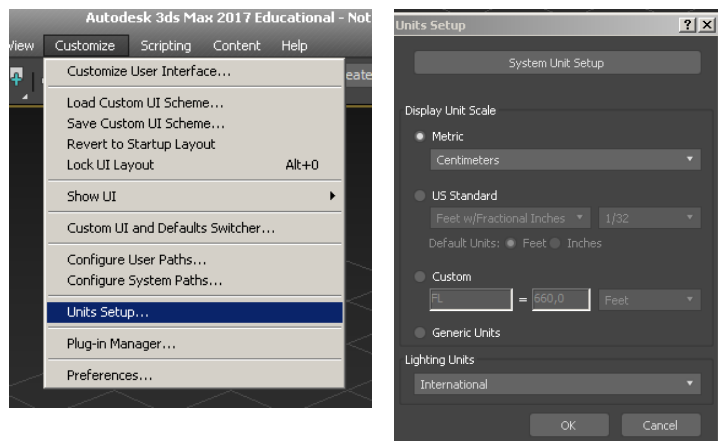 Autodesk 3ds Max 2017 Educational - Not
View Customize Scripting Content Help
Customize User Interface...
eate
Load Custom UI Scheme...
Save Custom UI Scheme...
Revert to Startup Layout
Lock UI Layout Alt+0
Show UI
Custom UI and Defaults Switcher...
Configure User Paths...
Configure System Paths...
Units Setup...
Plug-in Manager...
Preferences...
Units Setup
System Unit Setup
Display Unit Scale
Metric
Centimeters
US Standard
Feet w/Fractional Inches 1/32
Default Units: Feet Inches
Custom
FL = 660,0 Feet
Generic Units
Lighting Units
International
OK Cancel